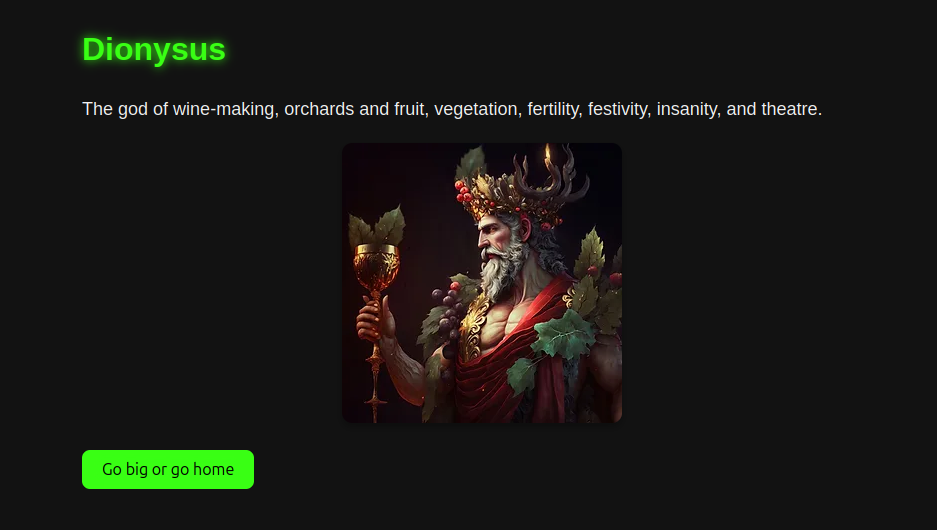 Dionysus
The god of wine-making, orchards and fruit, vegetation, fertility, festivity, insanity, and theatre.
Go big or go home